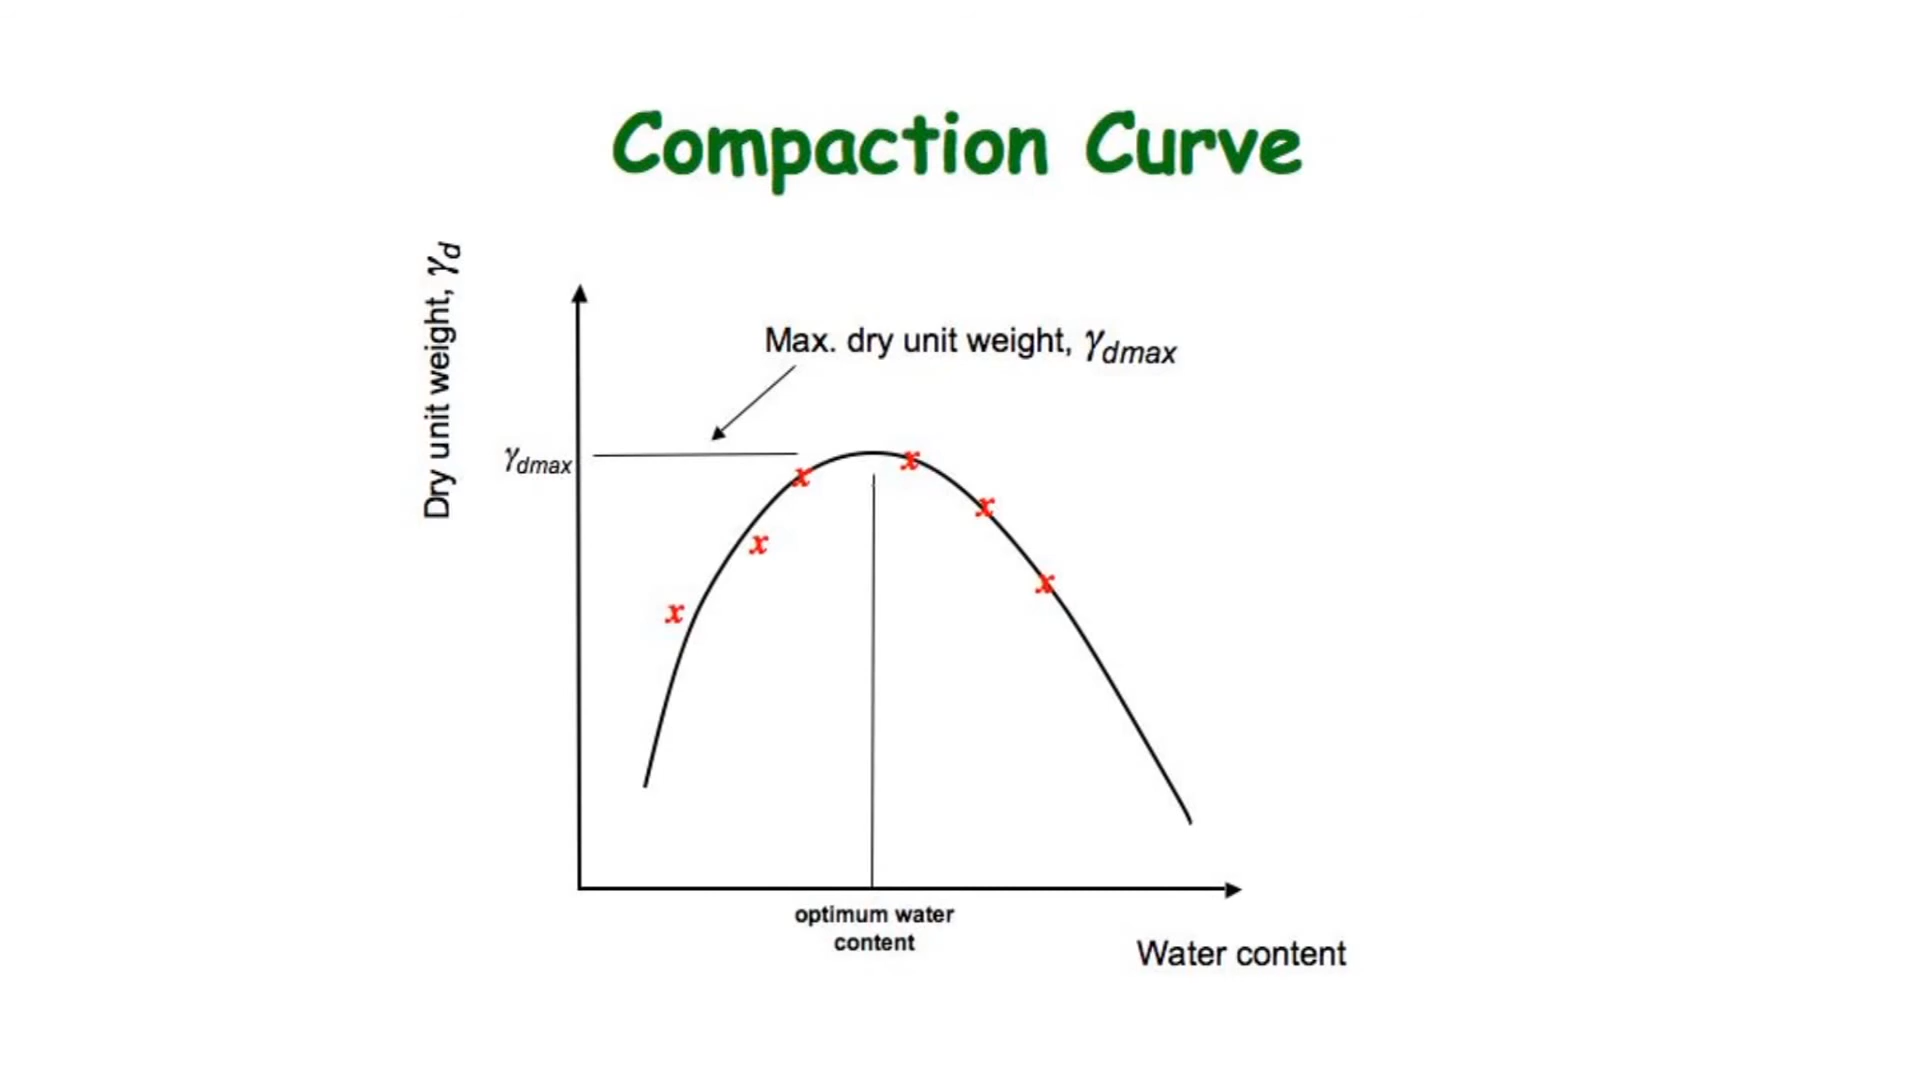 Compaction Curve
Dry unit weight, γd
Max. dry unit weight, γdmax
γdmax
x
x
x
x
x
x
optimum water
content
Water content